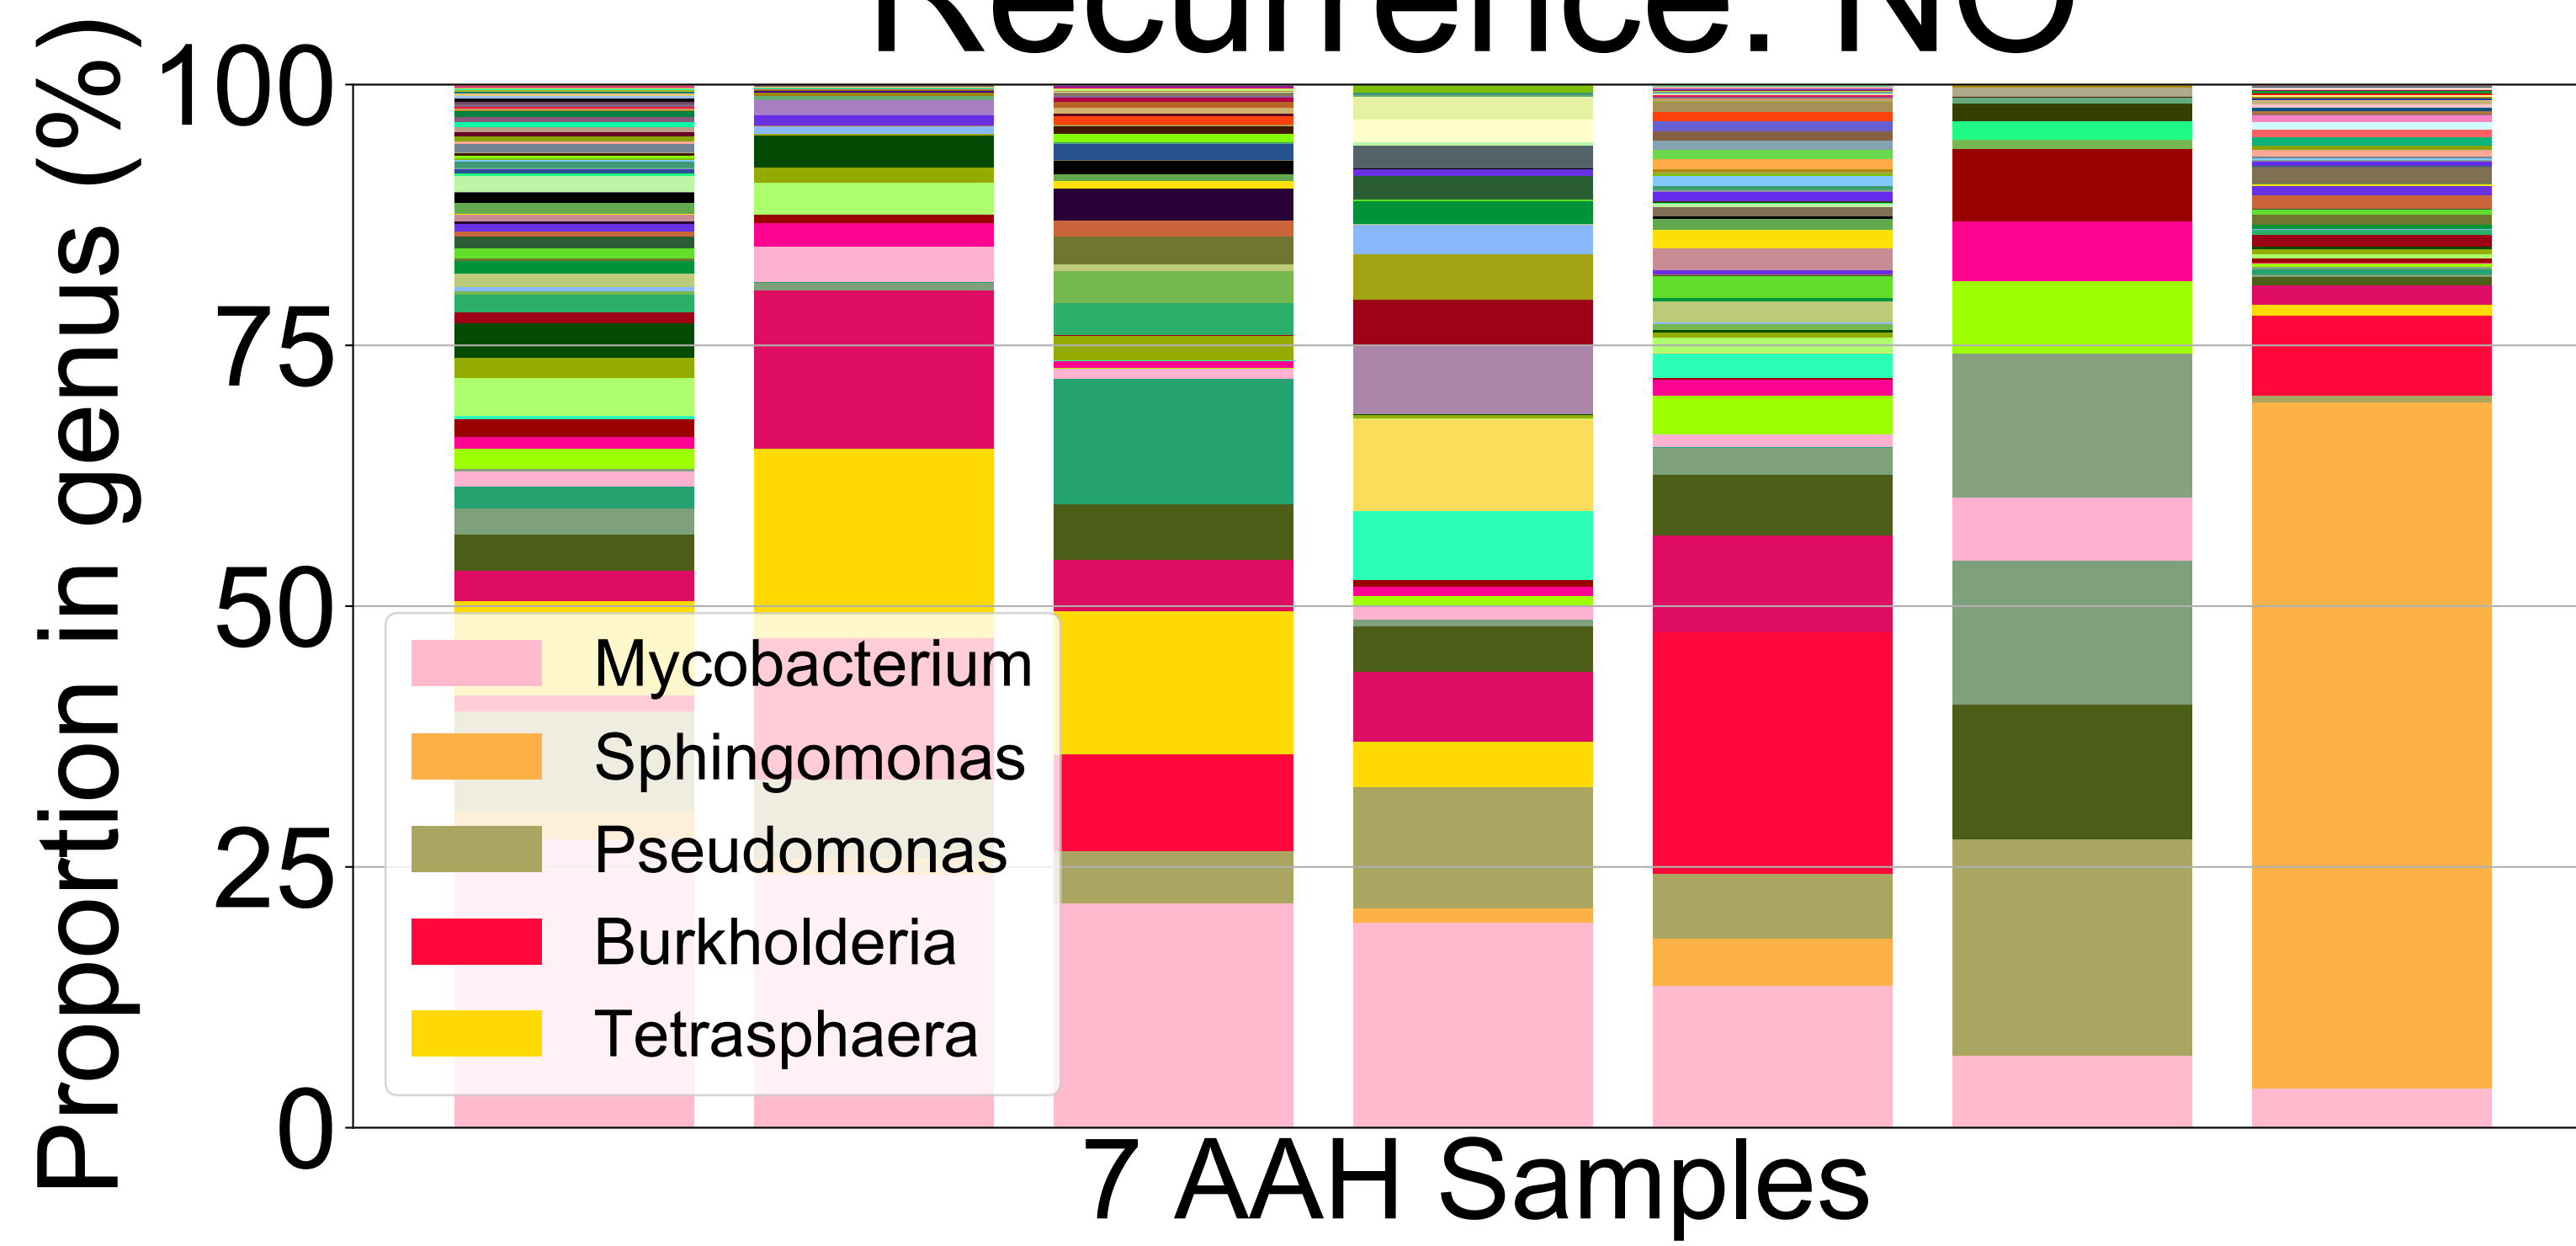 Recurrence: NO
Proportion in genus (%)
100
75
50
25
0
Mycobacterium
Sphingomonas
Pseudomonas
Burkholderia
Tetrasphaera
7 AAH Samples